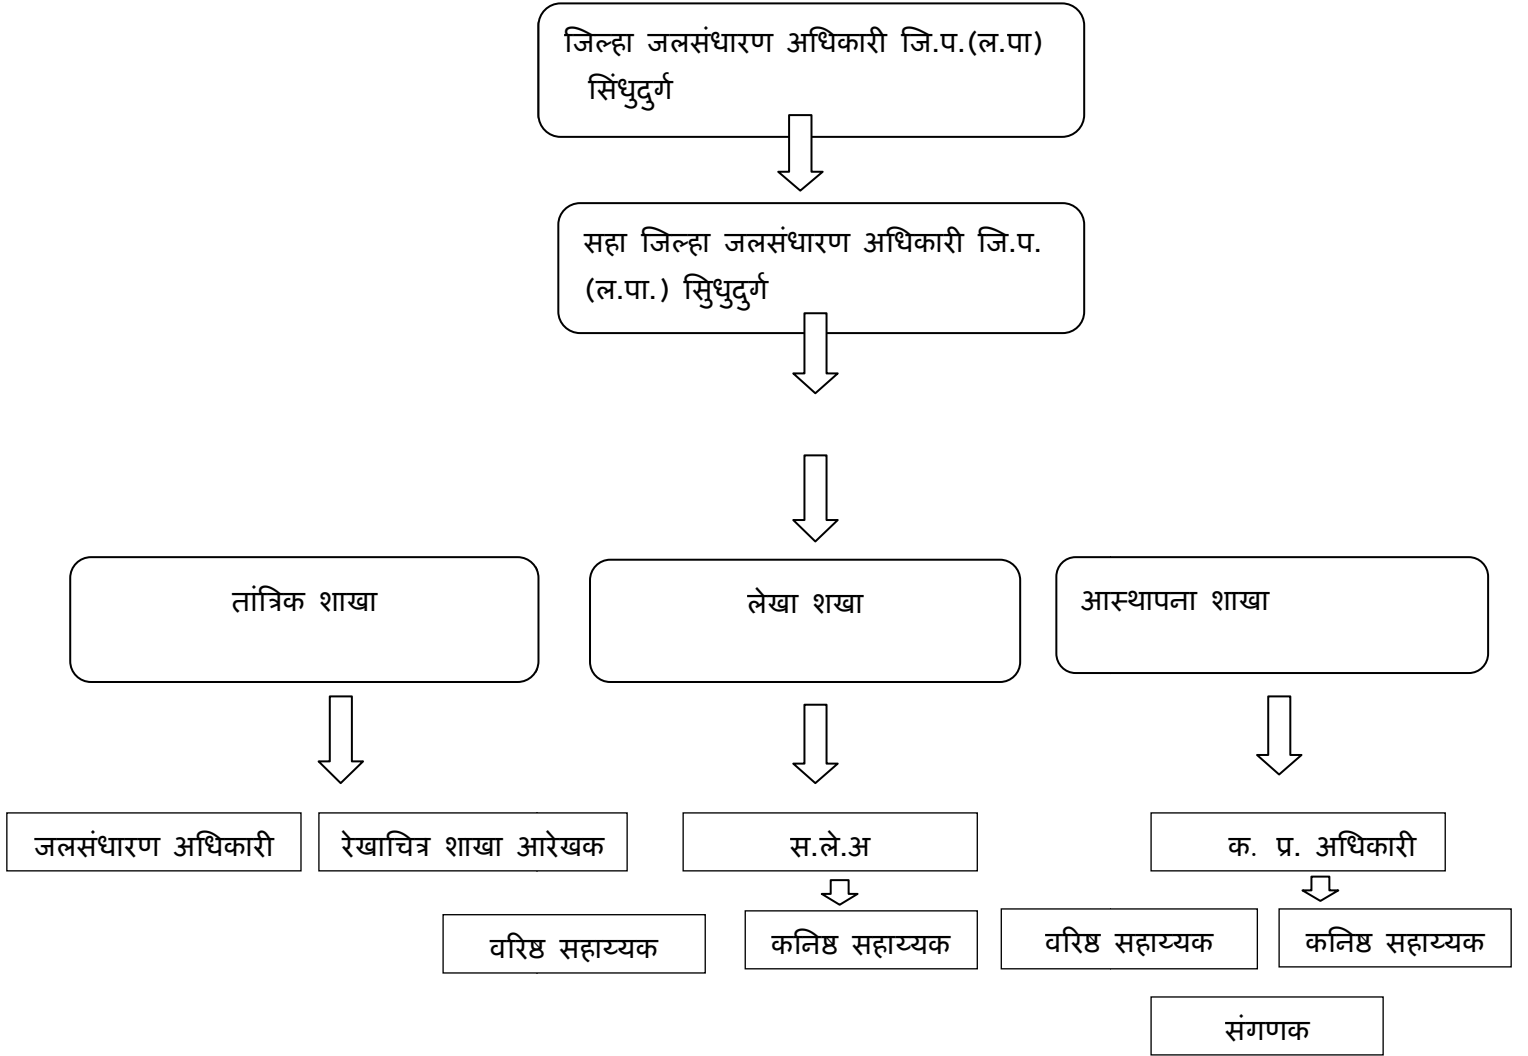 जिल्हा जलसंधारण अधिकारी जि.प.(ल.पा)
सिंधुदुर्ग
सहा जिल्हा जलसंधारण अधिकारी जि.प.
(ल.पा.) सिुधुदुर्ग
तांत्रिक शाखा
लेखा शखा
आस्थापना शाखा
जलसंधारण अधिकारी
रेखाचित्र शाखा आरेखक
स.ले.अ
क. प्र. अधिकारी
वरिष्ठ सहाय्यक
कनिष्ठ सहाय्यक
वरिष्ठ सहाय्यक
कनिष्ठ सहाय्यक
संगणक